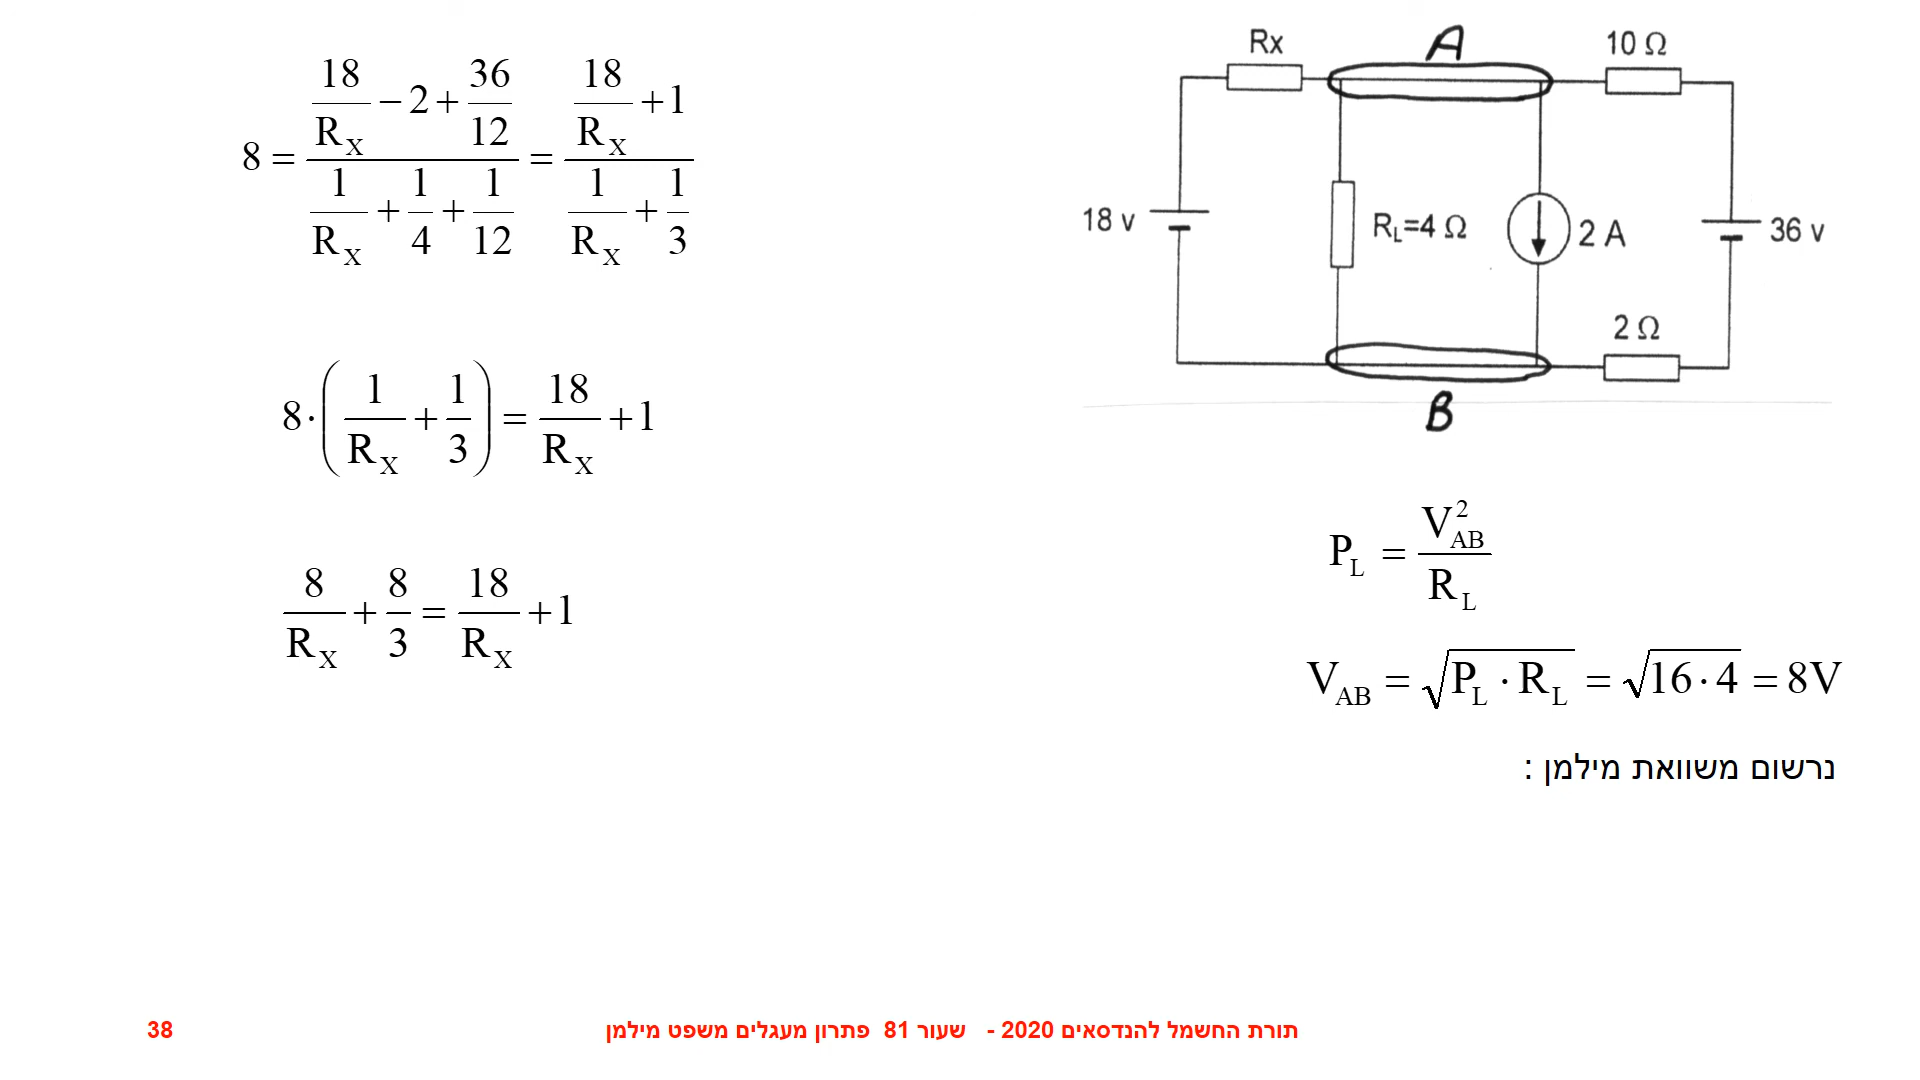 8 = (18/R_X − 2 + 36/12) / (1/R_X + 1/4 + 1/12) = (18/R_X + 1) / (1/R_X + 1/3)
8 · (1/R_X + 1/3) = 18/R_X + 1
8/R_X + 8/3 = 18/R_X + 1
Rx
A
10 Ω
18 v
R_L=4 Ω
2 A
36 v
2 Ω
B
P_L = V_AB^2 / R_L
V_AB = √(P_L · R_L) = √(16 · 4) = 8V
נרשום משוואת מילמן :
תורת החשמל להנדסאים 2020 - שעור 81 פתרון מעגלים משפט מילמן
38